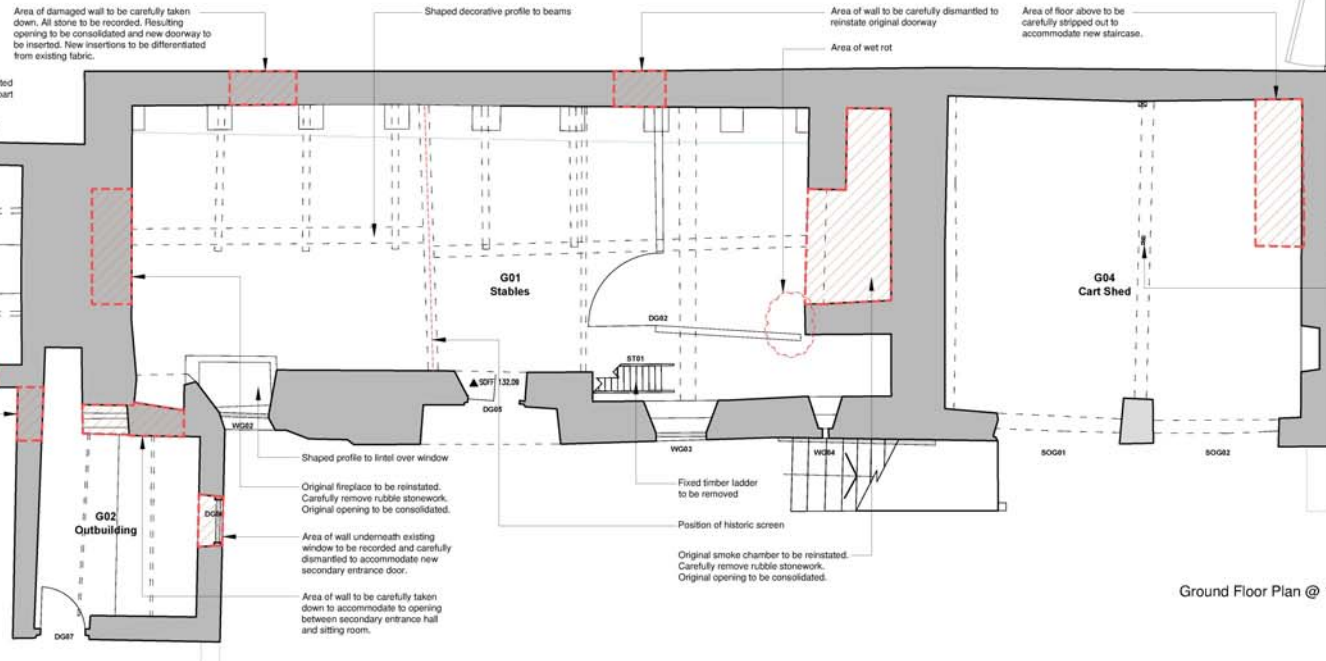 Area of damaged wall to be carefully taken
down. All stone to be recorded. Resulting
opening to be consolidated and new doorway to
be inserted. New insertions to be differentiated
from existing fabric.
Shaped decorative profile to beams
Area of wall to be carefully dismantled to
reinstate original doorway
Area of wet rot
Area of floor above to be
carefully stripped out to
accommodate new staircase.
G01
Stables
G04
Cart Shed
DG02
ST01
DG05
WG02
WG03
WG04
SOG01
SOG02
Shaped profile to lintel over window
Original fireplace to be reinstated.
Carefully remove rubble stonework.
Original opening to be consolidated.
Fixed timber ladder
to be removed
Position of historic screen
G02
Outbuilding
Area of wall underneath existing
window to be recorded and carefully
dismantled to accommodate new
secondary entrance door.
Original smoke chamber to be reinstated.
Carefully remove rubble stonework.
Original opening to be consolidated.
Area of wall to be carefully taken
down to accommodate to opening
between secondary entrance hall
and sitting room.
DG07
Ground Floor Plan @